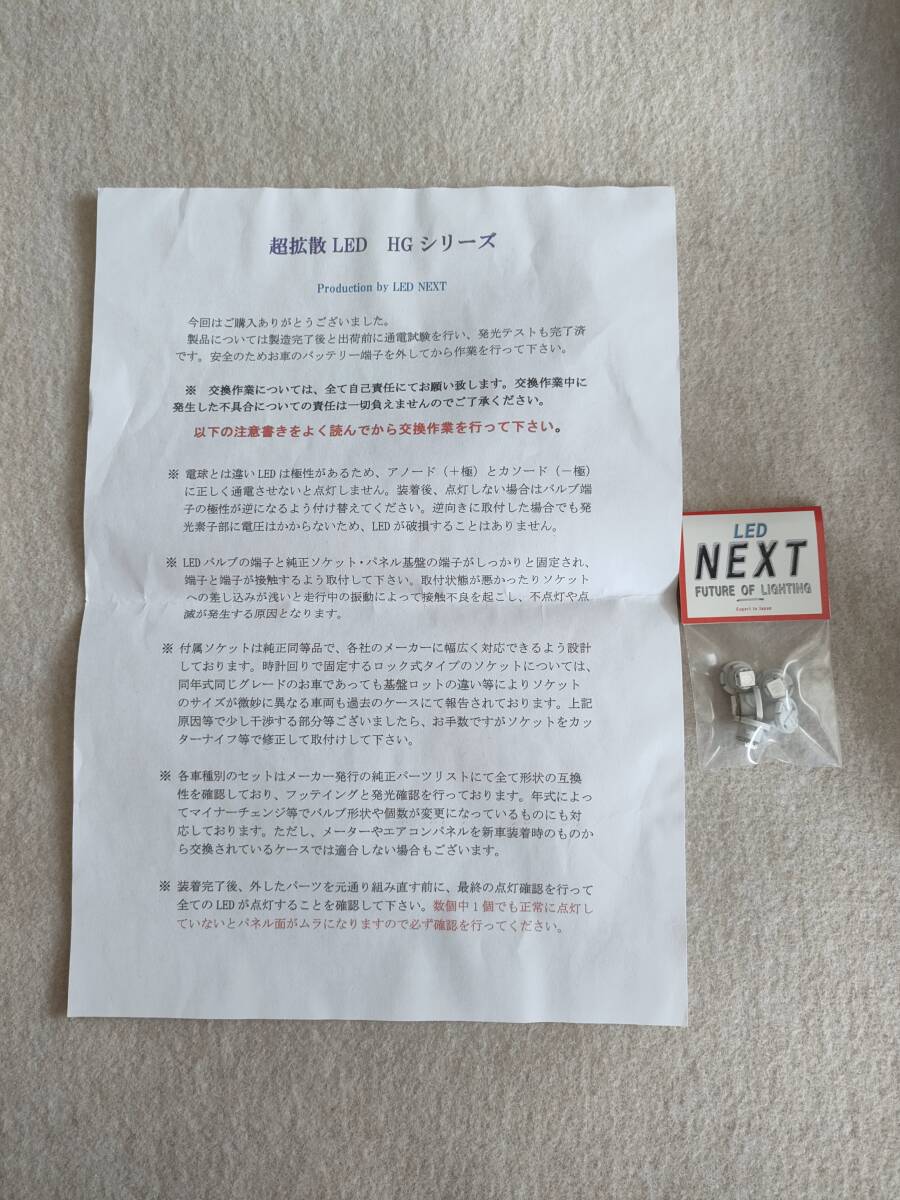 超拡散 LED　HG シリーズ
Production by LED NEXT
今回はご購入ありがとうございました。
製品については製造完了後と出荷前に通電試験を行い、発光テストも完了済
です。安全のためお車のバッテリー端子を外してから作業を行って下さい。
※　交換作業については、全て自己責任にてお願い致します。交換作業中に
発生した不具合についての責任は一切負えませんのでご了承ください。
以下の注意書きをよく読んでから交換作業を行って下さい。
※ 電球とは違い LED は極性があるため、アノード（＋極）とカソード（－極）
に正しく通電させないと点灯しません。装着後、点灯しない場合はバルブ端
子の極性が逆になるよう付け替えてください。逆向きに取付した場合でも発
光素子部に電圧はかからないため、LED が破損することはありません。
※ LED バルブの端子と純正ソケット・パネル基盤の端子がしっかりと固定され、
端子と端子が接触するよう取付して下さい。取付状態が悪かったりソケット
への差し込みが浅いと走行中の振動によって接触不良を起こし、不点灯や点
滅が発生する原因となります。
※ 付属ソケットは純正同等品で、各社のメーカーに幅広く対応できるよう設計
しております。時計回りで固定するロック式タイプのソケットについては、
同年式同じグレードのお車であっても基盤ロットの違い等によりソケット
のサイズが微妙に異なる車両も過去のケースにて報告されております。上記
原因等で少し干渉する部分等ございましたら、お手数ですがソケットをカッ
ターナイフ等で修正して取付けして下さい。
※ 各車種別のセットはメーカー発行の純正パーツリストにて全て形状の互換
性を確認しており、フッテイングと発光確認を行っております。年式によっ
てマイナーチェンジ等でバルブ形状や個数が変更になっているものにも対
応しております。ただし、メーターやエアコンパネルを新車装着時のものか
ら交換されているケースでは適合しない場合もございます。
※ 装着完了後、外したパーツを元通り組み直す前に、最終の点灯確認を行って
全ての LED が点灯することを確認して下さい。数個中 1 個でも正常に点灯し
ていないとパネル面がムラになりますので必ず確認を行ってください。
LED
NEXT
FUTURE OF LIGHTING
Expert in Japan